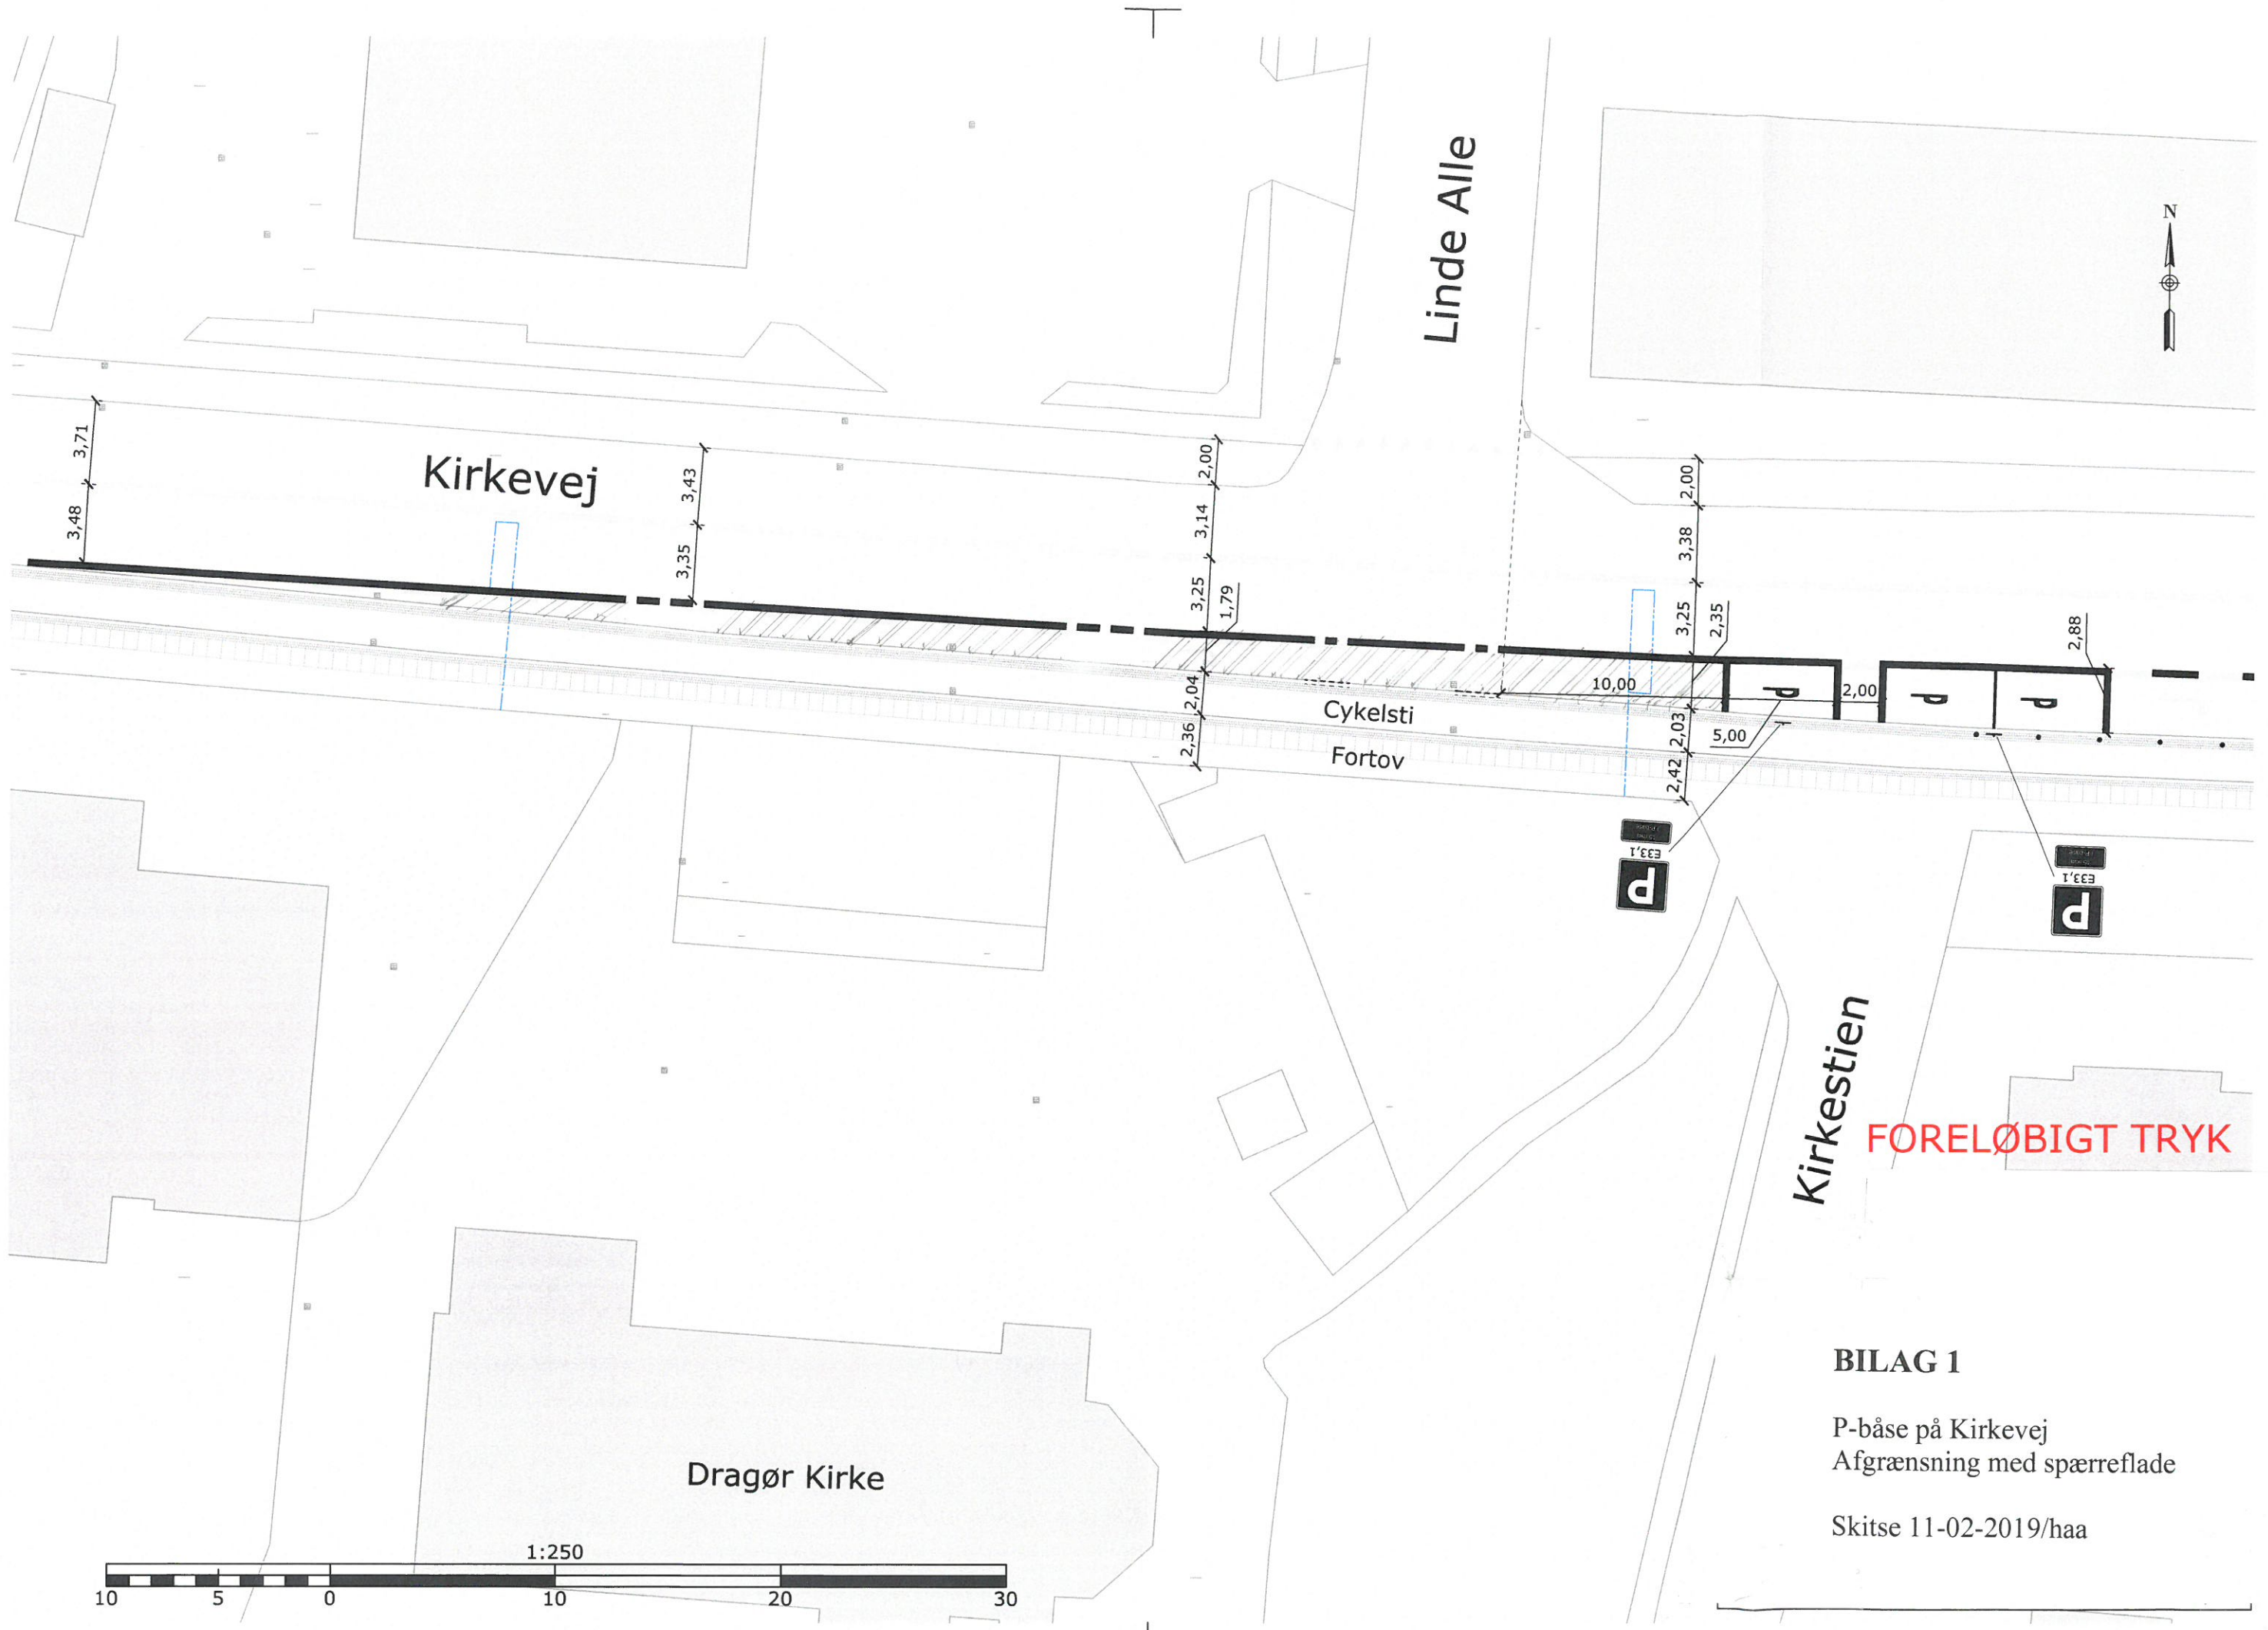 Linde Alle
N
Kirkevej
3,71
3,48
3,43
3,35
2,00
3,14
3,25
1,79
2,04
2,36
2,00
3,38
3,25
2,35
2,03
2,42
10,00
5,00
2,00
2,88
P
P
P
Cykelsti
Fortov
E33,1
P
E33,1
P
Kirkestien
FORELØBIGT TRYK
BILAG 1
P-båse på Kirkevej
Afgrænsning med spærreflade
Skitse 11-02-2019/haa
Dragør Kirke
1:250
10 5 0 10 20 30